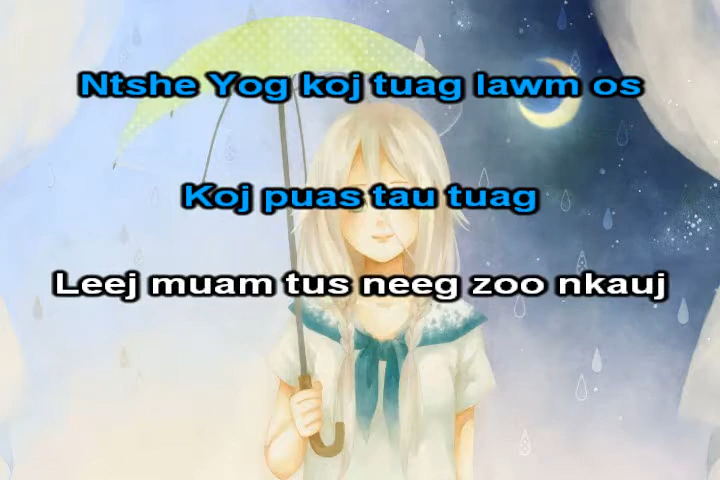 Ntshe Yog koj tuag lawm os
Koj puas tau tuag
Leej muam tus neeg zoo nkauj